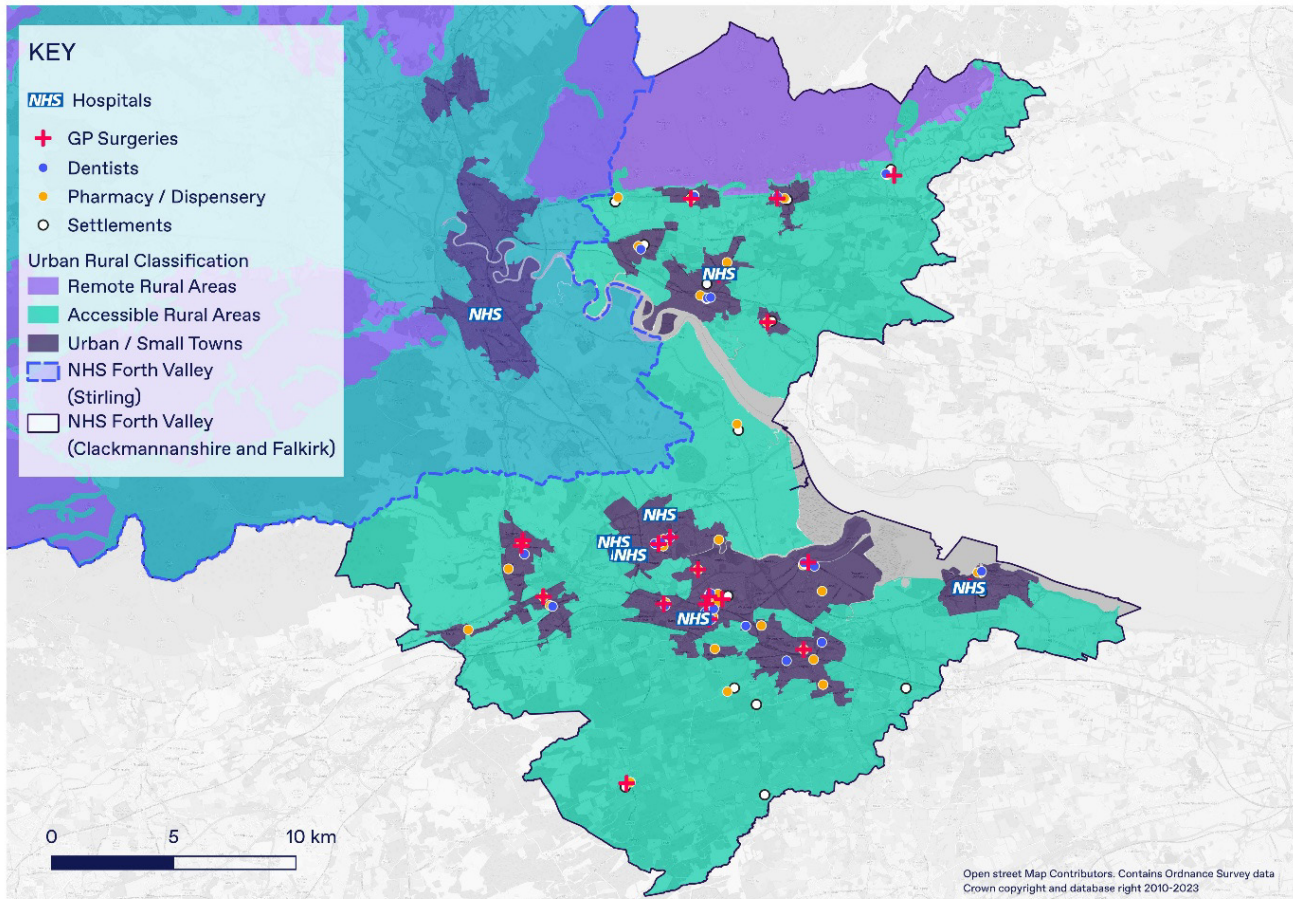 KEY
NHS Hospitals
GP Surgeries
Dentists
Pharmacy / Dispensery
Settlements
Urban Rural Classification
Remote Rural Areas
Accessible Rural Areas
Urban / Small Towns
NHS Forth Valley
(Stirling)
NHS Forth Valley
(Clackmannanshire and Falkirk)
NHS
NHS
NHS
NHS
NHS
NHS
NHS
0 5 10 km
Open street Map Contributors. Contains Ordnance Survey data
Crown copyright and database right 2010-2023